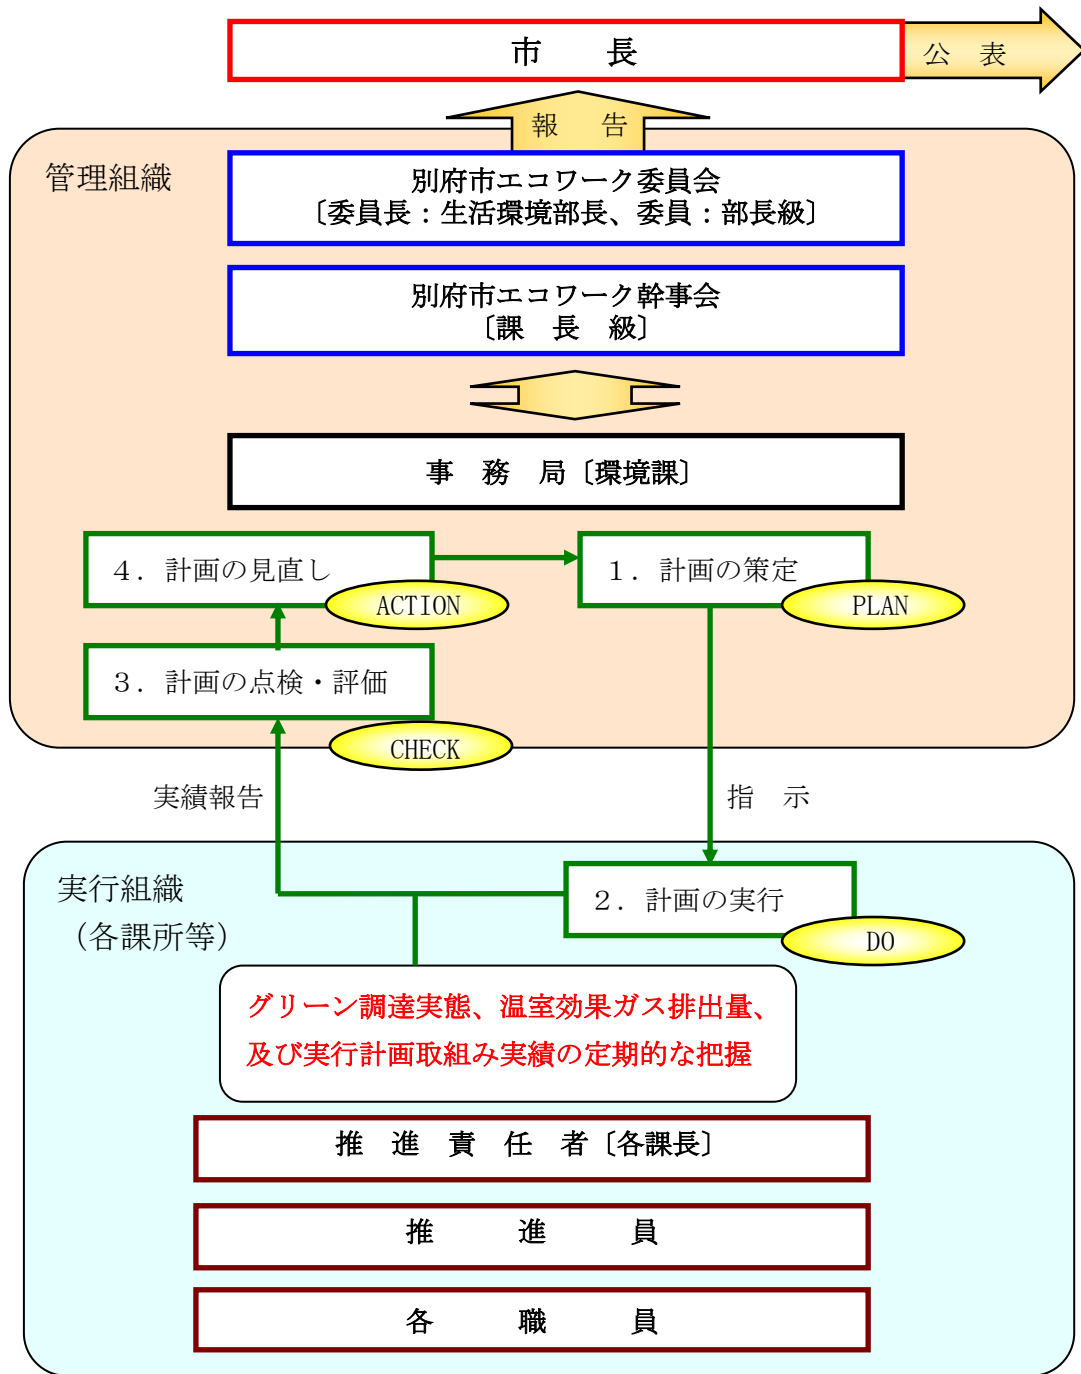 市　　長
公　表
報　　告
管理組織
別府市エコワーク委員会
〔委員長：生活環境部長、委員：部長級〕
別府市エコワーク幹事会
〔課　長　級〕
事　務　局〔環境課〕
４．計画の見直し
ACTION
１．計画の策定
PLAN
３．計画の点検・評価
CHECK
実績報告
指　示
実行組織
（各課所等）
２．計画の実行
DO
グリーン調達実態、温室効果ガス排出量、
及び実行計画取組み実績の定期的な把握
推　進　責　任　者〔各課長〕
推　　　進　　　員
各　　　職　　　員